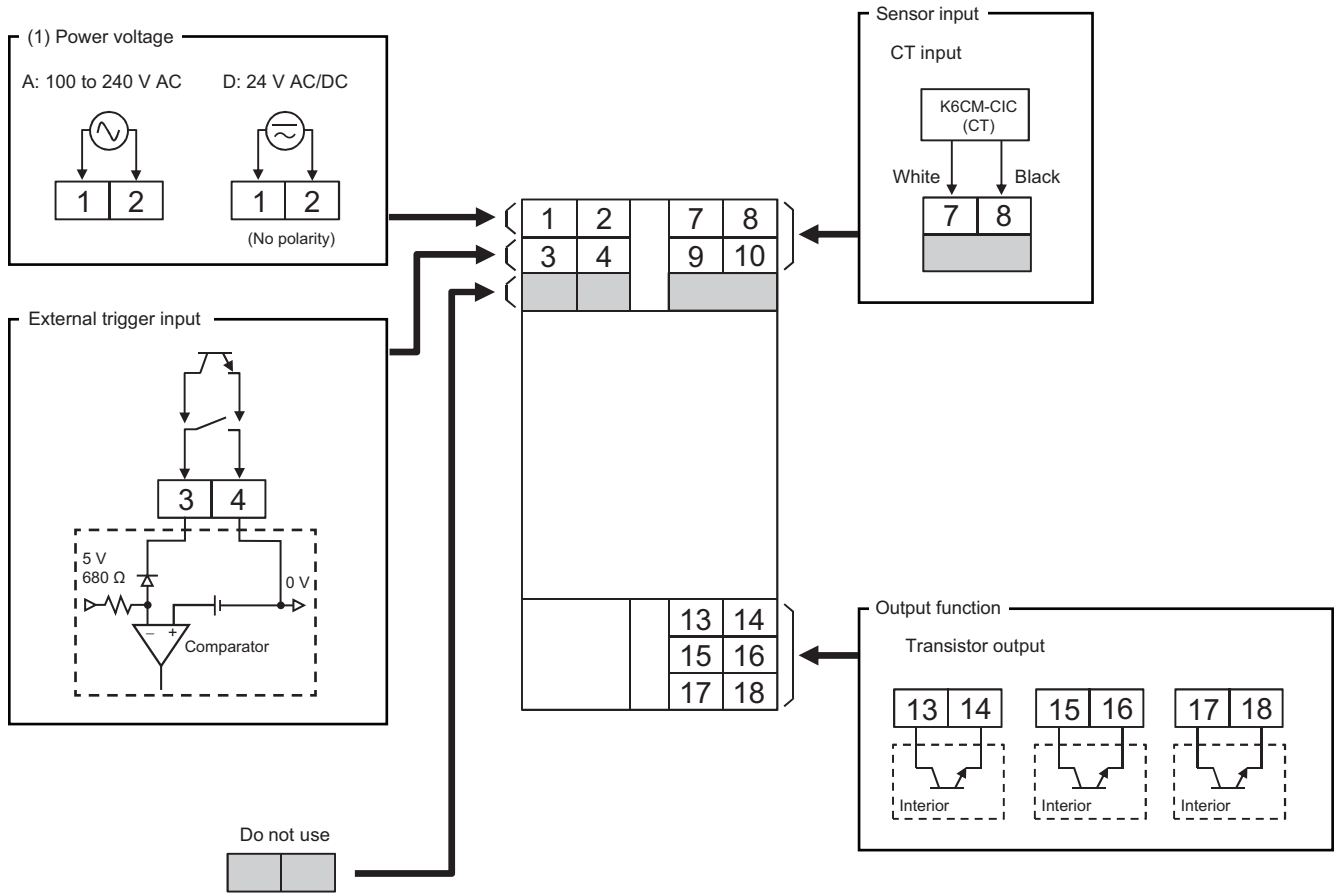 (1) Power voltage
A: 100 to 240 V AC
D: 24 V AC/DC
1 2
1 2
(No polarity)
External trigger input
3 4
5 V
680 Ω
0 V
− +
Comparator
Do not use
1 2 7 8
3 4 9 10
13 14
15 16
17 18
Sensor input
CT input
K6CM-CIC
(CT)
White Black
7 8
Output function
Transistor output
13 14
15 16
17 18
Interior
Interior
Interior